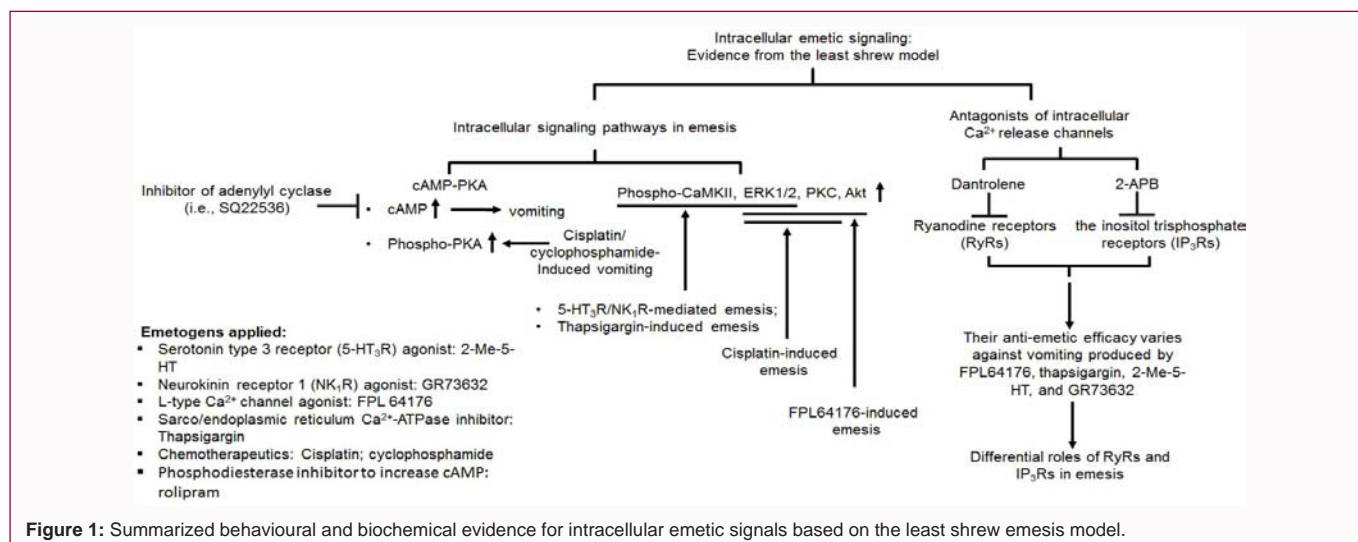 Intracellular emetic signaling:
Evidence from the least shrew model
Intracellular signaling pathways in emesis
Antagonists of intracellular
Ca²⁺ release channels
Inhibitor of adenylyl cyclase
(i.e., SQ22536)
cAMP-PKA
• cAMP ↑ → vomiting
• Phospho-PKA ↑ ← Cisplatin/
cyclophosphamide-
Induced vomiting
Phospho-CaMKII, ERK1/2, PKC, Akt ↑
• 5-HT₃R/NK₁R-mediated emesis;
• Thapsigargin-induced emesis
Cisplatin-induced
emesis
FPL64176-induced
emesis
Dantrolene
Ryanodine receptors
(RyRs)
2-APB
the inositol trisphosphate
receptors (IP₃Rs)
Their anti-emetic efficacy varies
against vomiting produced by
FPL64176, thapsigargin, 2-Me-5-
HT, and GR73632
Differential roles of RyRs and
IP₃Rs in emesis
Emetogens applied:
▪ Serotonin type 3 receptor (5-HT₃R) agonist: 2-Me-5-
HT
▪ Neurokinin receptor 1 (NK₁R) agonist: GR73632
▪ L-type Ca²⁺ channel agonist: FPL 64176
▪ Sarco/endoplasmic reticulum Ca²⁺-ATPase inhibitor:
Thapsigargin
▪ Chemotherapeutics: Cisplatin; cyclophosphamide
▪ Phosphodiesterase inhibitor to increase cAMP:
rolipram
Figure 1: Summarized behavioural and biochemical evidence for intracellular emetic signals based on the least shrew emesis model.